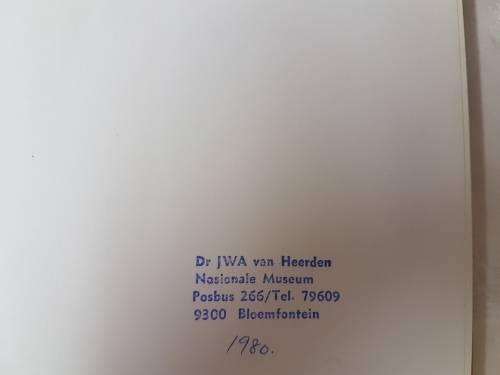 Dr JWA van Heerden
Nasionale Museum
Posbus 266/Tel. 79609
9300 Bloemfontein
1980.